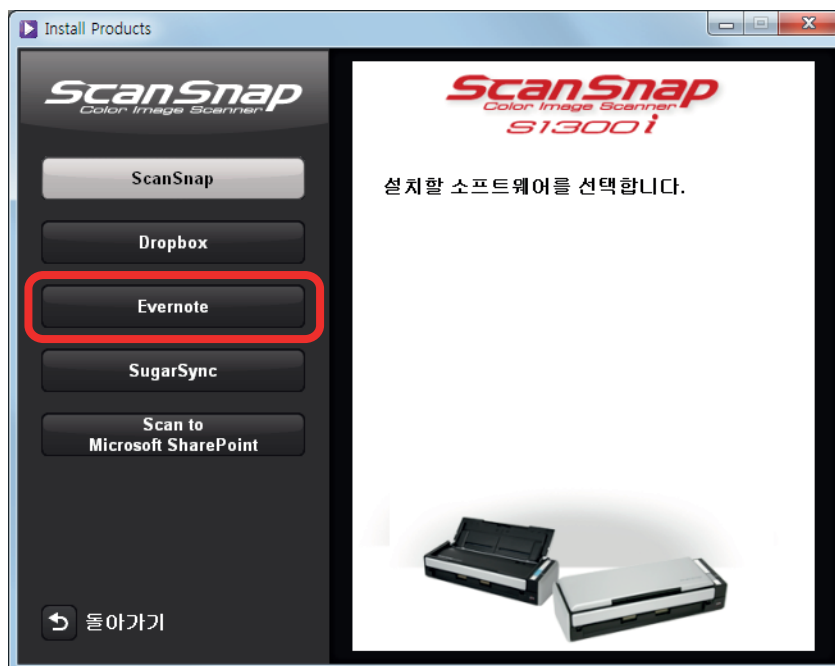 Install Products
ScanSnap
Color Image Scanner
ScanSnap
Dropbox
Evernote
SugarSync
Scan to
Microsoft SharePoint
돌아가기
ScanSnap
Color Image Scanner
S1300i
설치할 소프트웨어를 선택합니다.